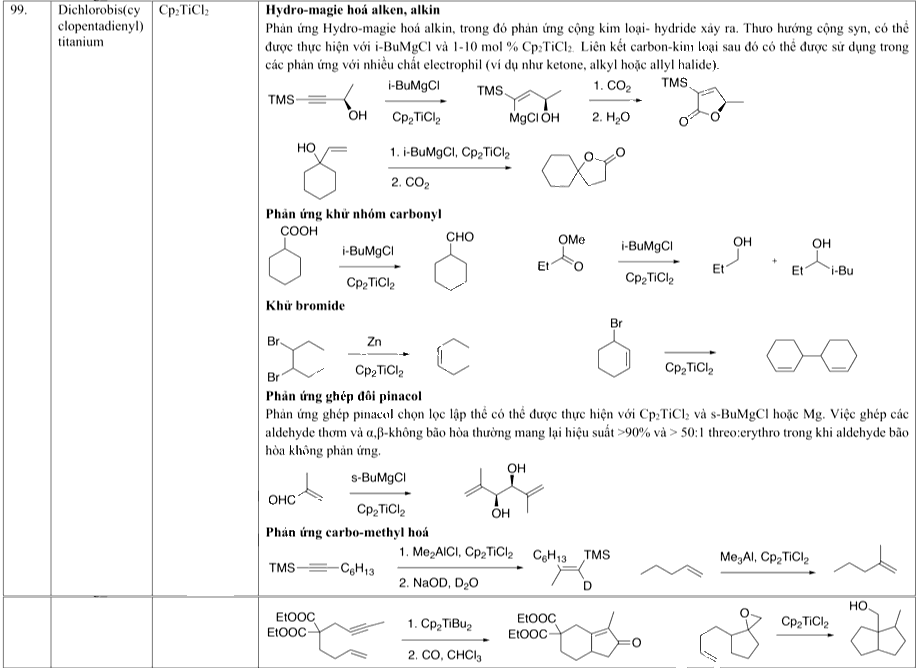 99.
Dichlorobis(cy
clopentadienyl)
titanium
Cp₂TiCl₂
Hydro-magie hoá alken, alkin
Phản ứng Hydro-magie hoá alkin, trong đó phản ứng cộng kim loại- hydride xảy ra. Thuo hướng cộng syn, có thể
được thực hiện với i-BuMgCl và 1-10 mol % Cp₂TiCl₂. Liên kết carbon-kim loại sau đó có thể được sử dụng trong
các phản ứng với nhiều chất electrophil (ví dụ như ketone, alkyl hoặc allyl halide).
TMS
OH
i-BuMgCl
Cp₂TiCl₂
TMS
MgCl OH
1. CO₂
2. H₂O
TMS
O
O
HO
1. i-BuMgCl, Cp₂TiCl₂
2. CO₂
O
O
Phản ứng khử nhóm carbonyl
COOH
i-BuMgCl
Cp₂TiCl₂
CHO
OMe
Et
O
i-BuMgCl
Cp₂TiCl₂
OH
Et
+
OH
Et
i-Bu
Khử bromide
Br
Br
Zn
Cp₂TiCl₂
Br
Cp₂TiCl₂
Phản ứng ghép đôi pinacol
Phản ứng ghép pinacol chọn lọc lập thể có thể được thực hiện với Cp₂TiCl₂ và s-BuMgCl hoặc Mg. Việc ghép các
aldehyde thơm và α,β-không bão hòa thường mang lại hiệu suất >90% và > 50:1 threo:erythro trong khi aldehyde bão
hòa không phản ứng.
OHC
s-BuMgCl
Cp₂TiCl₂
OH
OH
Phản ứng carbo-methyl hoá
TMS
C₆H₁₃
1. Me₂AlCl, Cp₂TiCl₂
2. NaOD, D₂O
C₆H₁₃
TMS
D
Me₃Al, Cp₂TiCl₂
EtOOC
EtOOC
1. Cp₂TiBu₂
2. CO, CHCl₃
EtOOC
EtOOC
O
O
Cp₂TiCl₂
HO